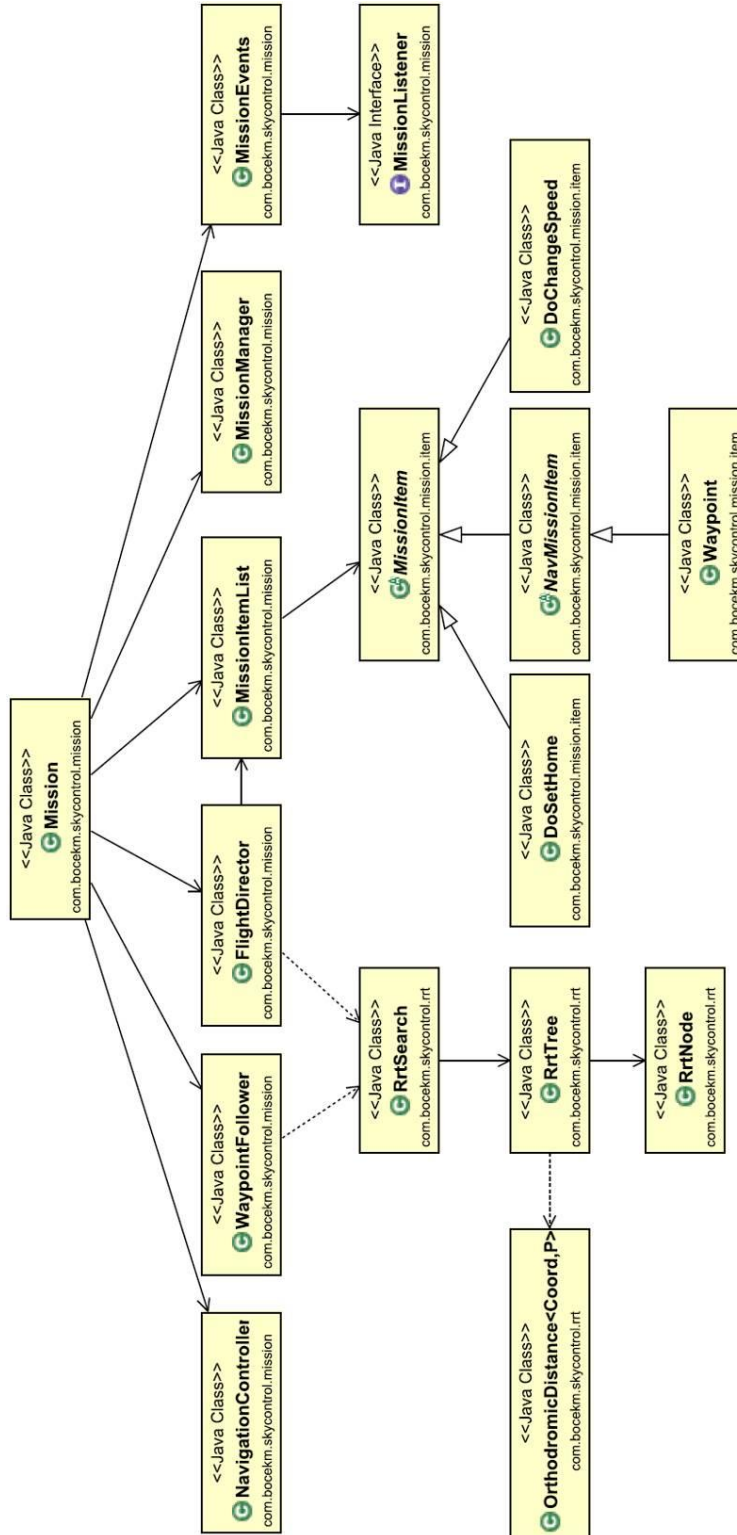 <<Java Class>>
Mission
com.bocekm.skycontrol.mission
<<Java Class>>
NavigationController
com.bocekm.skycontrol.mission
<<Java Class>>
WaypointFollower
com.bocekm.skycontrol.mission
<<Java Class>>
FlightDirector
com.bocekm.skycontrol.mission
<<Java Class>>
MissionItemList
com.bocekm.skycontrol.mission
<<Java Class>>
MissionManager
com.bocekm.skycontrol.mission
<<Java Class>>
MissionEvents
com.bocekm.skycontrol.mission
<<Java Class>>
RrtSearch
com.bocekm.skycontrol.rrt
<<Java Class>>
MissionItem
com.bocekm.skycontrol.mission.item
<<Java Interface>>
MissionListener
com.bocekm.skycontrol.mission
<<Java Class>>
OrthodromicDistance<Coord,P>
com.bocekm.skycontrol.rrt
<<Java Class>>
RrtTree
com.bocekm.skycontrol.rrt
<<Java Class>>
DoSetHome
com.bocekm.skycontrol.mission.item
<<Java Class>>
NavMissionItem
com.bocekm.skycontrol.mission.item
<<Java Class>>
DoChangeSpeed
com.bocekm.skycontrol.mission.item
<<Java Class>>
RrtNode
com.bocekm.skycontrol.rrt
<<Java Class>>
Waypoint
com.bocekm.skycontrol.mission.item